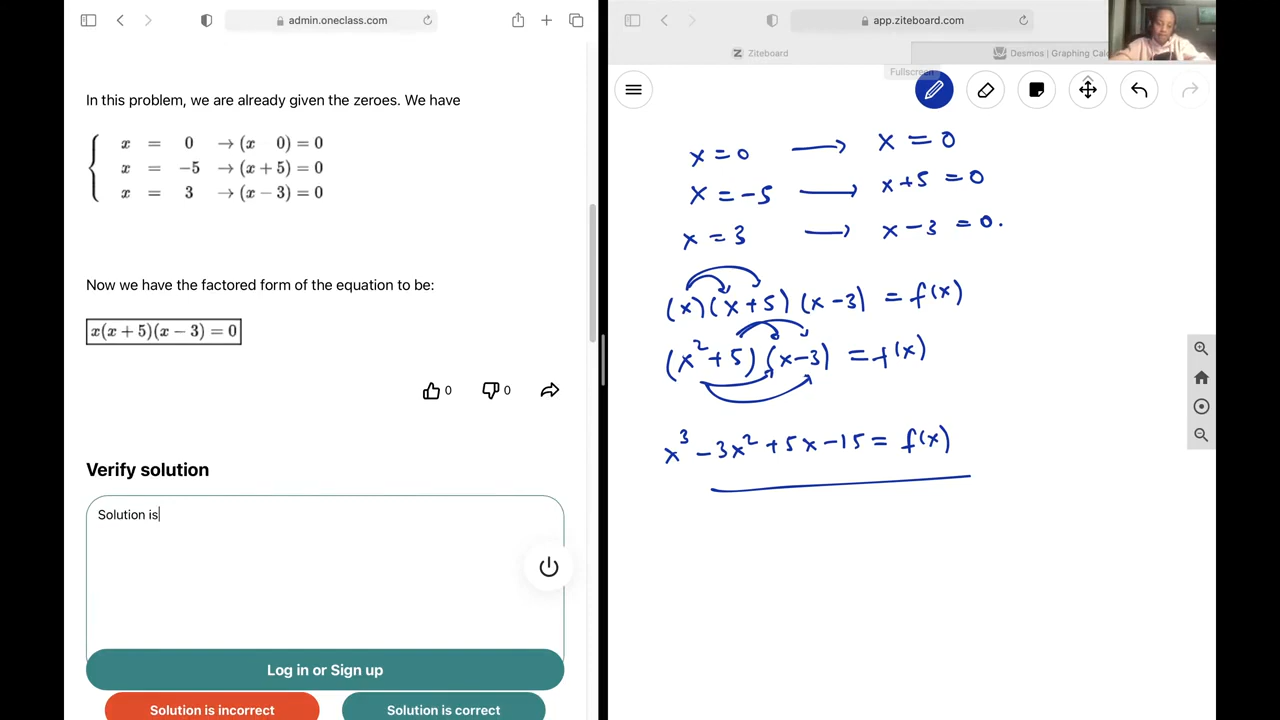 admin.oneclass.com
In this problem, we are already given the zeroes. We have
x = 0 → (x 0) = 0
x = −5 → (x + 5) = 0
x = 3 → (x − 3) = 0
Now we have the factored form of the equation to be:
x(x + 5)(x − 3) = 0
0 0
Verify solution
Solution is
Log in or Sign up
Solution is incorrect Solution is correct
app.ziteboard.com
Z Ziteboard
Desmos | Graphing Calc
Fullscreen
x = 0 → x = 0
x = −5 → x + 5 = 0
x = 3 → x − 3 = 0.
(x)(x + 5)(x − 3) = f(x)
(x² + 5)(x − 3) = f(x)
x³ − 3x² + 5x − 15 = f(x)